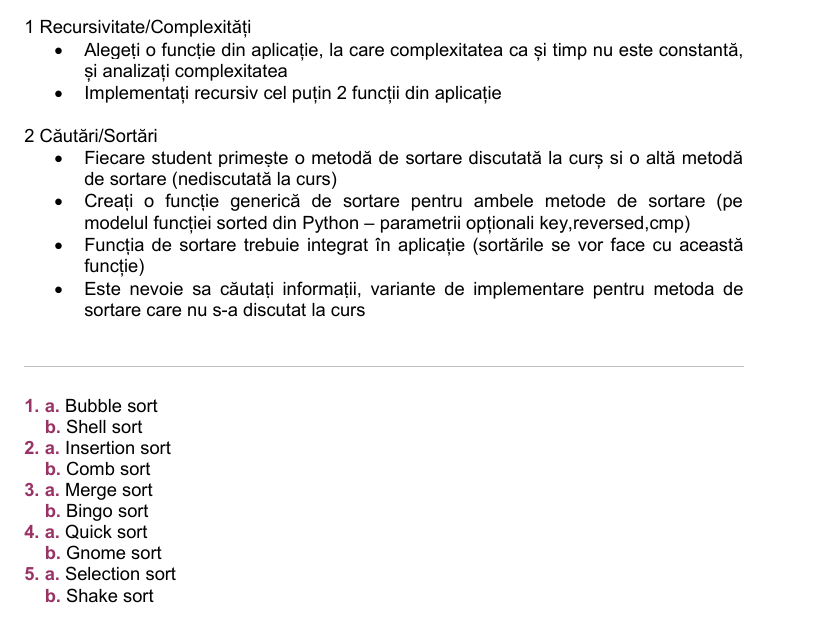 1 Recursivitate/Complexități
• Alegeți o funcție din aplicație, la care complexitatea ca și timp nu este constantă,
și analizați complexitatea
• Implementați recursiv cel puțin 2 funcții din aplicație
2 Căutări/Sortări
• Fiecare student primește o metodă de sortare discutată la curș si o altă metodă
de sortare (nediscutată la curs)
• Creați o funcție generică de sortare pentru ambele metode de sortare (pe
modelul funcției sorted din Python – parametrii opționali key,reversed,cmp)
• Funcția de sortare trebuie integrat în aplicație (sortările se vor face cu această
funcție)
• Este nevoie sa căutați informații, variante de implementare pentru metoda de
sortare care nu s-a discutat la curs
1. a. Bubble sort
b. Shell sort
2. a. Insertion sort
b. Comb sort
3. a. Merge sort
b. Bingo sort
4. a. Quick sort
b. Gnome sort
5. a. Selection sort
b. Shake sort